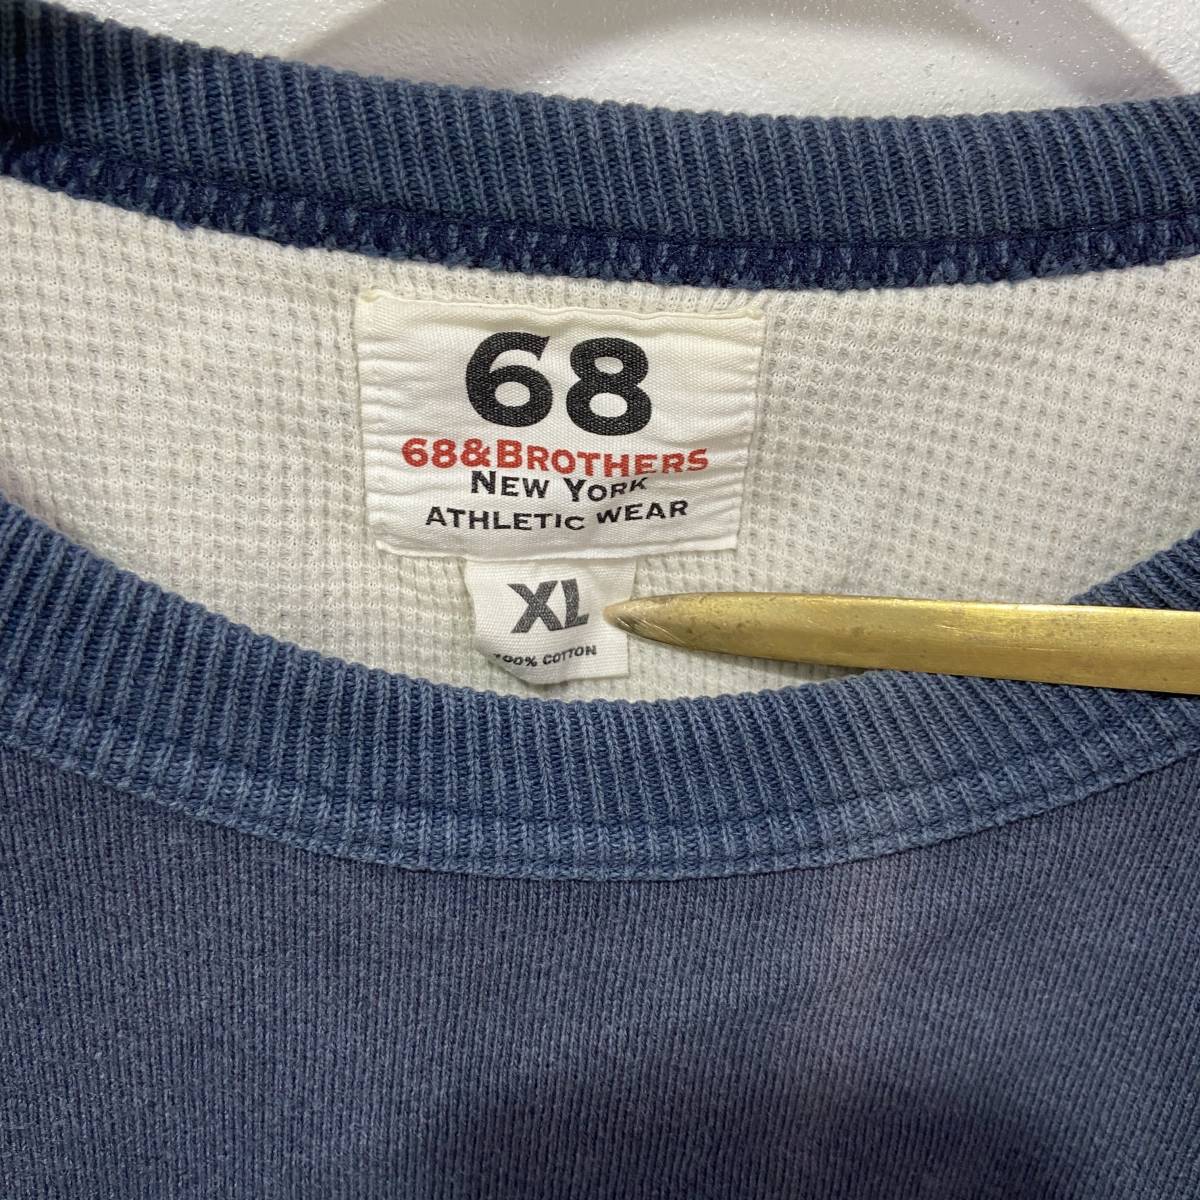 68
68&BROTHERS
NEW YORK
ATHLETIC WEAR
XL
100% COTTON